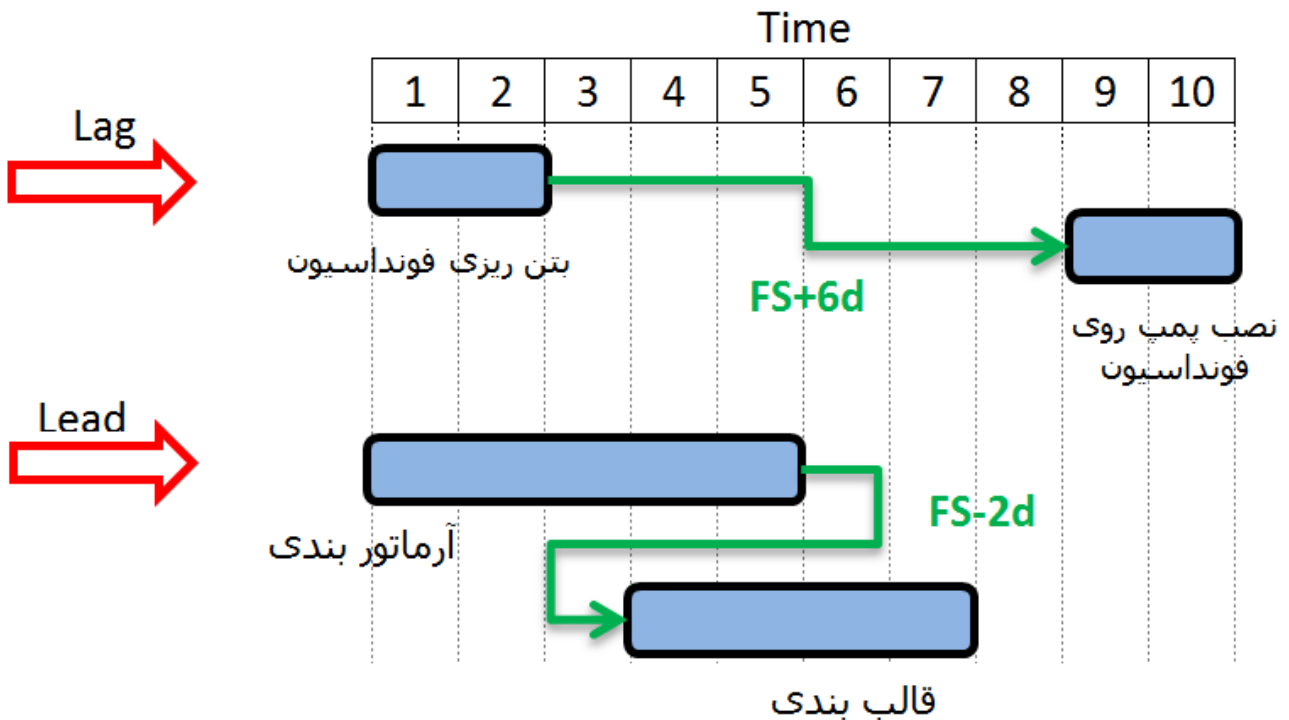 Time
1 2 3 4 5 6 7 8 9 10
Lag
بتن ریزی فونداسیون
FS+6d
نصب پمپ روی
فونداسیون
Lead
FS-2d
آرماتور بندی
قالب بندی